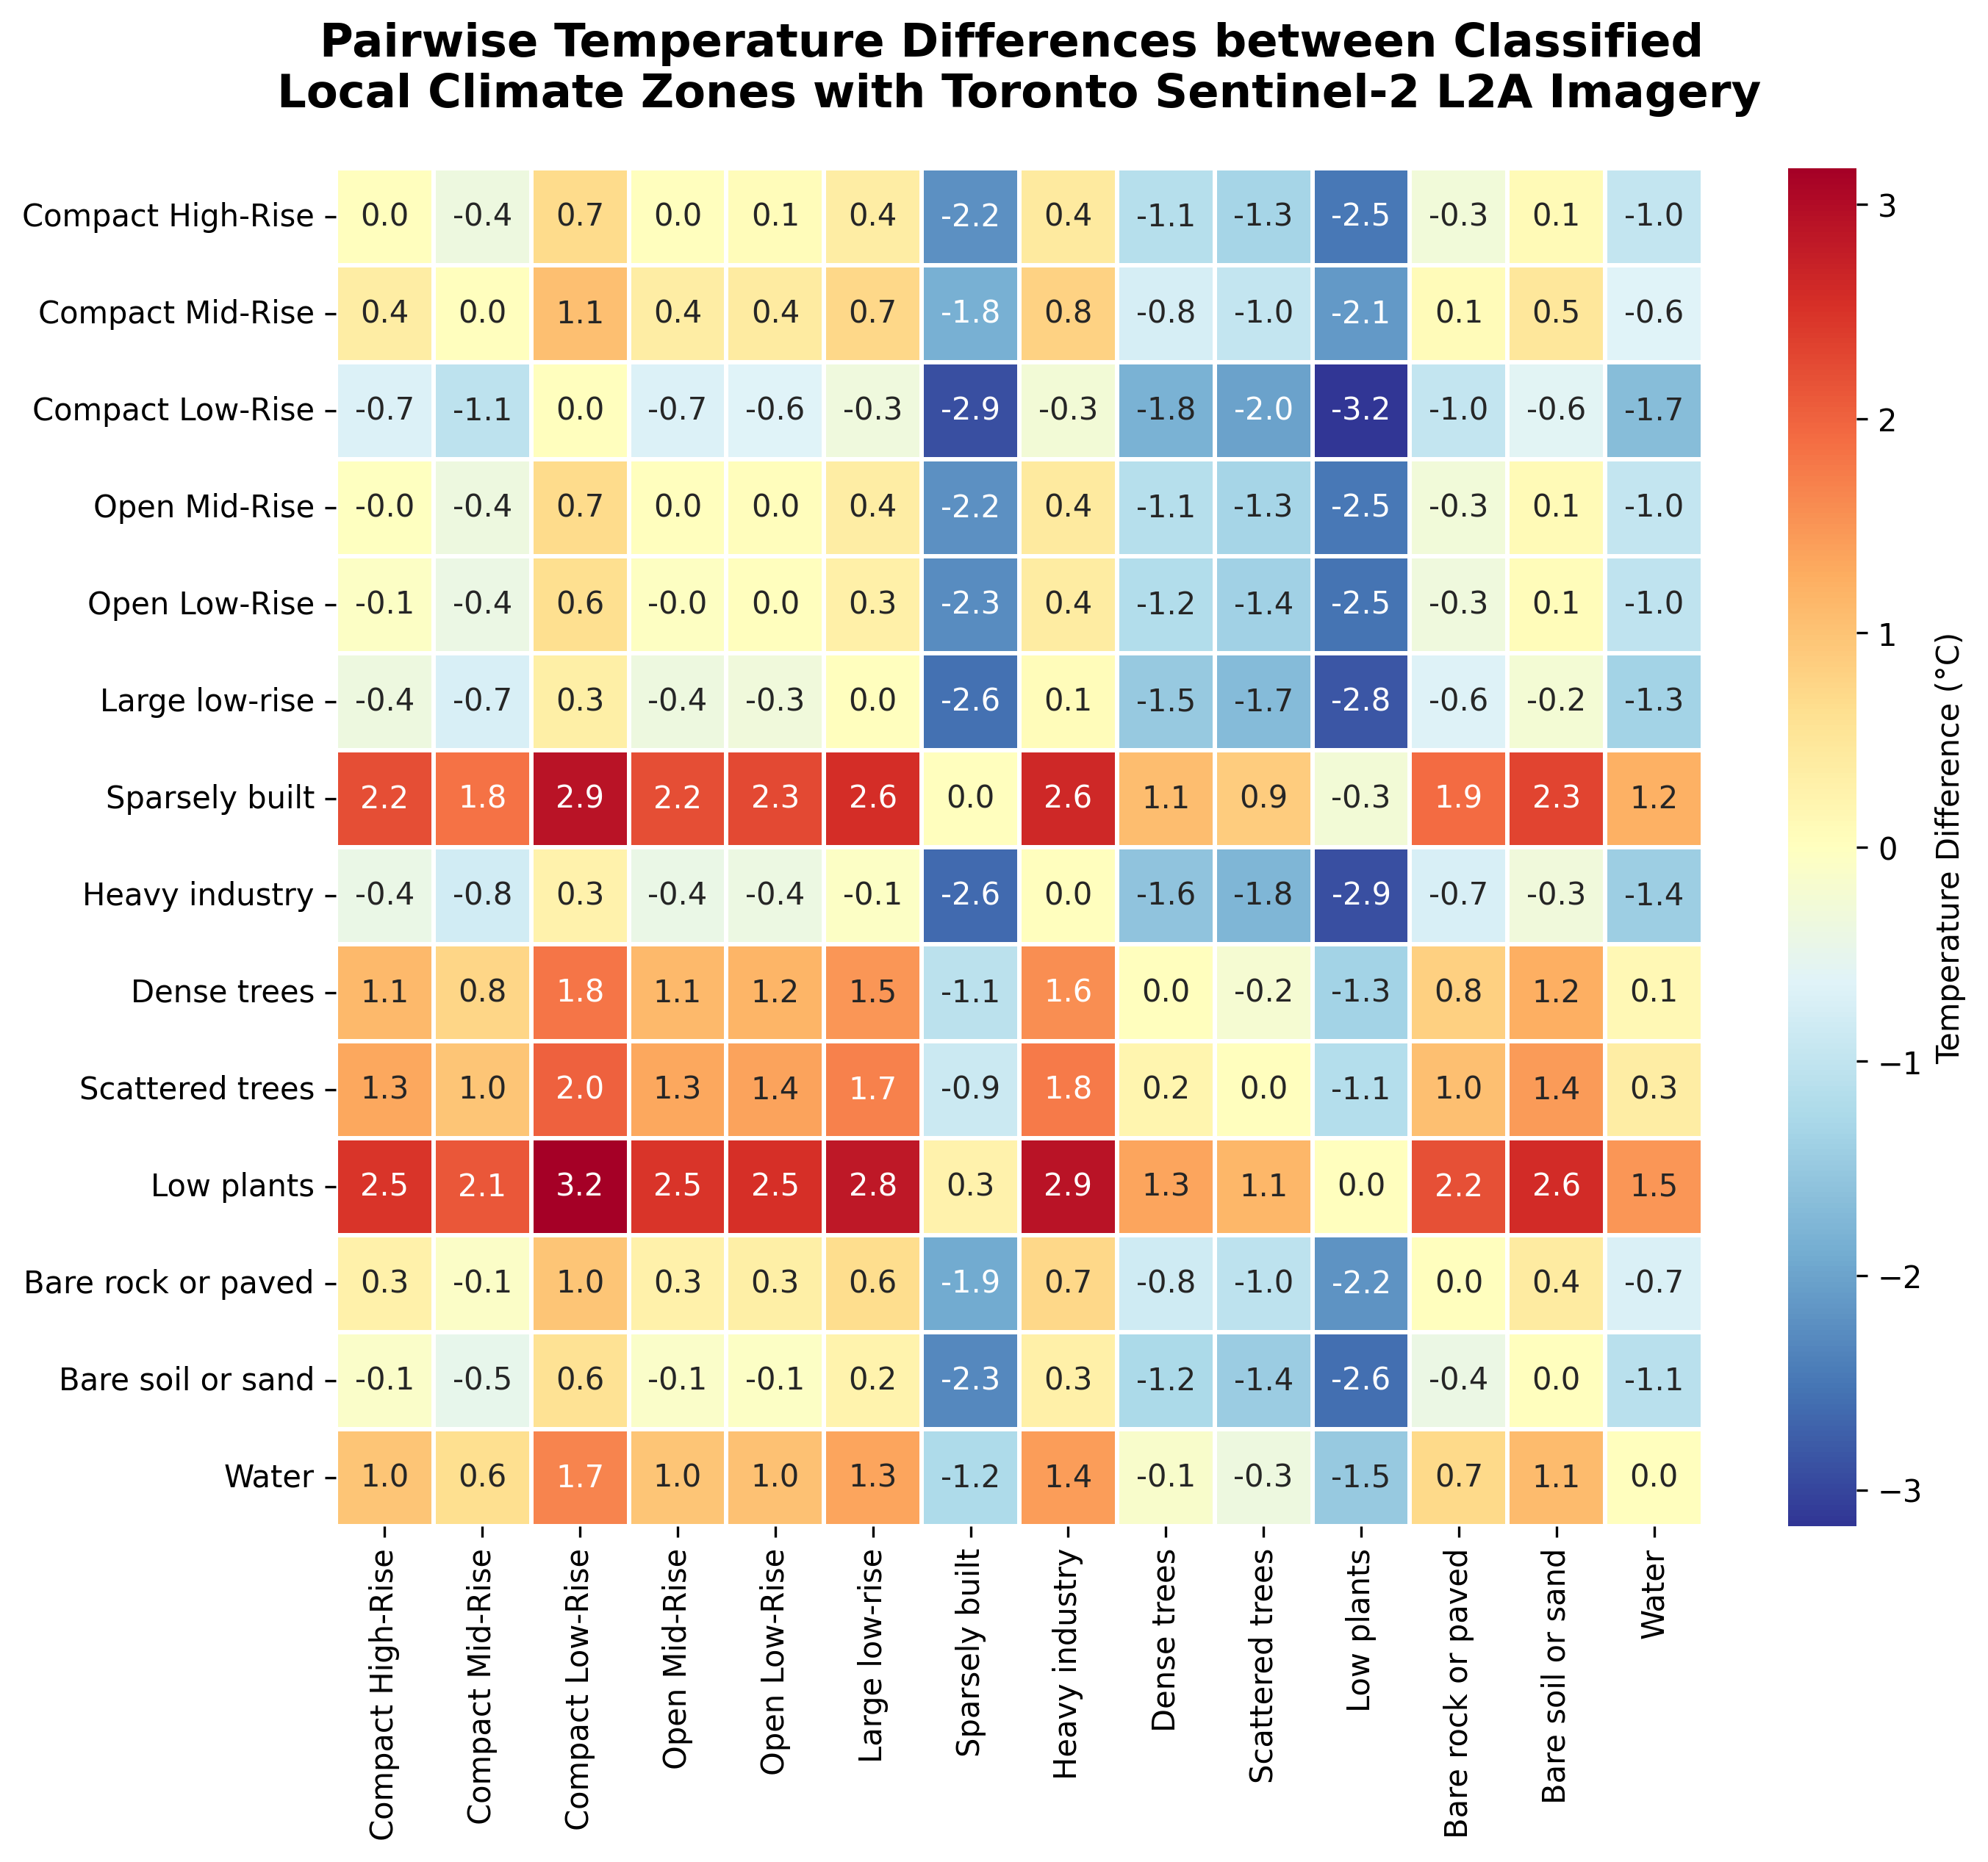 Pairwise Temperature Differences between Classified
Local Climate Zones with Toronto Sentinel-2 L2A Imagery
Compact High-Rise 0.0 -0.4 0.7 0.0 0.1 0.4 -2.2 0.4 -1.1 -1.3 -2.5 -0.3 0.1 -1.0
Compact Mid-Rise 0.4 0.0 1.1 0.4 0.4 0.7 -1.8 0.8 -0.8 -1.0 -2.1 0.1 0.5 -0.6
Compact Low-Rise -0.7 -1.1 0.0 -0.7 -0.6 -0.3 -2.9 -0.3 -1.8 -2.0 -3.2 -1.0 -0.6 -1.7
Open Mid-Rise -0.0 -0.4 0.7 0.0 0.0 0.4 -2.2 0.4 -1.1 -1.3 -2.5 -0.3 0.1 -1.0
Open Low-Rise -0.1 -0.4 0.6 -0.0 0.0 0.3 -2.3 0.4 -1.2 -1.4 -2.5 -0.3 0.1 -1.0
Large low-rise -0.4 -0.7 0.3 -0.4 -0.3 0.0 -2.6 0.1 -1.5 -1.7 -2.8 -0.6 -0.2 -1.3
Sparsely built 2.2 1.8 2.9 2.2 2.3 2.6 0.0 2.6 1.1 0.9 -0.3 1.9 2.3 1.2
Heavy industry -0.4 -0.8 0.3 -0.4 -0.4 -0.1 -2.6 0.0 -1.6 -1.8 -2.9 -0.7 -0.3 -1.4
Dense trees 1.1 0.8 1.8 1.1 1.2 1.5 -1.1 1.6 0.0 -0.2 -1.3 0.8 1.2 0.1
Scattered trees 1.3 1.0 2.0 1.3 1.4 1.7 -0.9 1.8 0.2 0.0 -1.1 1.0 1.4 0.3
Low plants 2.5 2.1 3.2 2.5 2.5 2.8 0.3 2.9 1.3 1.1 0.0 2.2 2.6 1.5
Bare rock or paved 0.3 -0.1 1.0 0.3 0.3 0.6 -1.9 0.7 -0.8 -1.0 -2.2 0.0 0.4 -0.7
Bare soil or sand -0.1 -0.5 0.6 -0.1 -0.1 0.2 -2.3 0.3 -1.2 -1.4 -2.6 -0.4 0.0 -1.1
Water 1.0 0.6 1.7 1.0 1.0 1.3 -1.2 1.4 -0.1 -0.3 -1.5 0.7 1.1 0.0
Compact High-Rise
Compact Mid-Rise
Compact Low-Rise
Open Mid-Rise
Open Low-Rise
Large low-rise
Sparsely built
Heavy industry
Dense trees
Scattered trees
Low plants
Bare rock or paved
Bare soil or sand
Water
3
2
1
0
−1
−2
−3
Temperature Difference (°C)